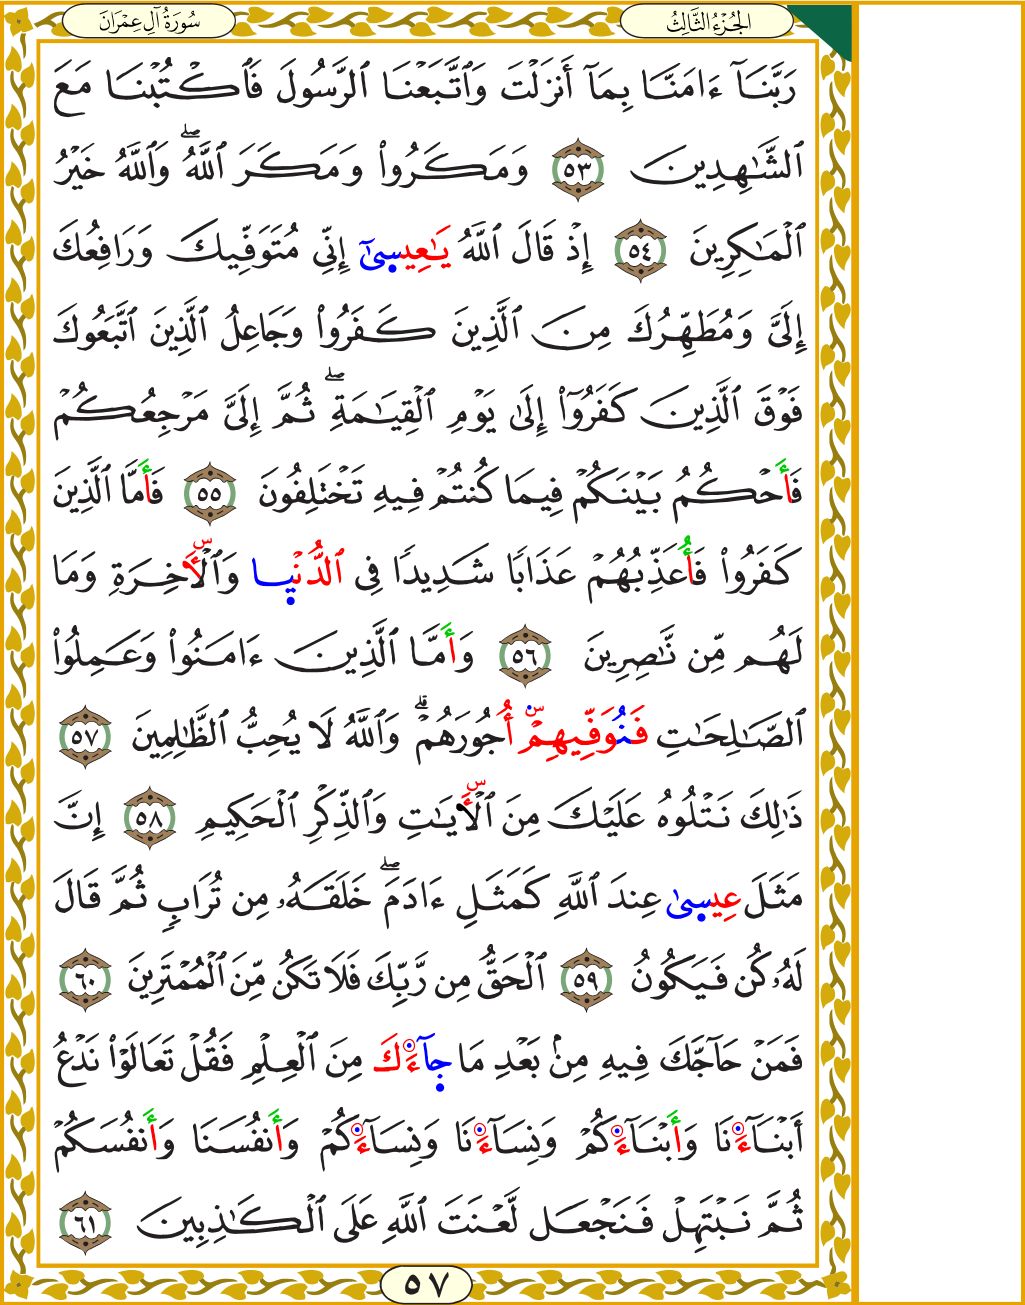 الجُزْءُ الثَّالِثُ
سُورَةُ آلِ عِمْرَانَ
رَبَّنَآ ءَامَنَّا بِمَآ أَنزَلْتَ وَٱتَّبَعْنَا ٱلرَّسُولَ فَٱكْتُبْنَا مَعَ
ٱلشَّٰهِدِينَ ٥٣ وَمَكَرُوا۟ وَمَكَرَ ٱللَّهُۖ وَٱللَّهُ خَيْرُ
ٱلْمَٰكِرِينَ ٥٤ إِذْ قَالَ ٱللَّهُ يَٰعِيسىٰٓ إِنِّي مُتَوَفِّيكَ وَرَافِعُكَ
إِلَيَّ وَمُطَهِّرُكَ مِنَ ٱلَّذِينَ كَفَرُوا۟ وَجَاعِلُ ٱلَّذِينَ ٱتَّبَعُوكَ
فَوْقَ ٱلَّذِينَ كَفَرُوٓا۟ إِلَىٰ يَوْمِ ٱلْقِيَٰمَةِۖ ثُمَّ إِلَيَّ مَرْجِعُكُمْ
فَأَحْكُمُ بَيْنَكُمْ فِيمَا كُنتُمْ فِيهِ تَخْتَلِفُونَ ٥٥ فَأَمَّا ٱلَّذِينَ
كَفَرُوا۟ فَأُعَذِّبُهُمْ عَذَابًا شَدِيدًا فِي ٱلدُّنْيا وَٱلْأَٓخِرَةِ وَمَا
لَهُم مِّن نَّٰصِرِينَ ٥٦ وَأَمَّا ٱلَّذِينَ ءَامَنُوا۟ وَعَمِلُوا۟
ٱلصَّٰلِحَٰتِ فَنُوَفِّيهِمْۜ أُجُورَهُمْۗ وَٱللَّهُ لَا يُحِبُّ ٱلظَّٰلِمِينَ ٥٧
ذَٰلِكَ نَتْلُوهُ عَلَيْكَ مِنَ ٱلْأَٓيَٰتِ وَٱلذِّكْرِ ٱلْحَكِيمِ ٥٨ إِنَّ
مَثَلَ عِيسىٰ عِندَ ٱللَّهِ كَمَثَلِ ءَادَمَۖ خَلَقَهُۥ مِن تُرَابٍ ثُمَّ قَالَ
لَهُۥ كُن فَيَكُونُ ٥٩ ٱلْحَقُّ مِن رَّبِّكَ فَلَا تَكُن مِّنَ ٱلْمُمْتَرِينَ ٦٠
فَمَنْ حَآجَّكَ فِيهِ مِنۢ بَعْدِ مَا جآءَكَ مِنَ ٱلْعِلْمِ فَقُلْ تَعَالَوْا۟ نَدْعُ
أَبْنَآءَنَا وَأَبْنَآءَكُمْ وَنِسَآءَنَا وَنِسَآءَكُمْ وَأَنفُسَنَا وَأَنفُسَكُمْ
ثُمَّ نَبْتَهِلْ فَنَجْعَل لَّعْنَتَ ٱللَّهِ عَلَى ٱلْكَٰذِبِينَ ٦١
٥٧